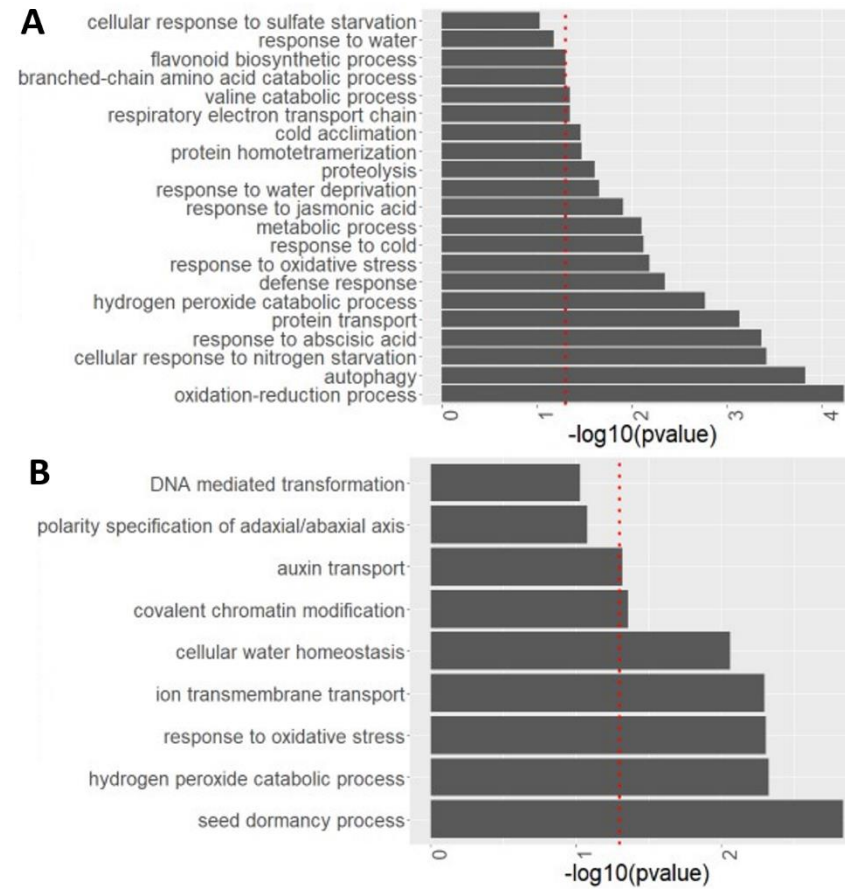 A
cellular response to sulfate starvation
response to water
flavonoid biosynthetic process
branched-chain amino acid catabolic process
valine catabolic process
respiratory electron transport chain
cold acclimation
protein homotetramerization
proteolysis
response to water deprivation
response to jasmonic acid
metabolic process
response to cold
response to oxidative stress
defense response
hydrogen peroxide catabolic process
protein transport
response to abscisic acid
cellular response to nitrogen starvation
autophagy
oxidation-reduction process
0 1 2 3 4
-log10(pvalue)
B
DNA mediated transformation
polarity specification of adaxial/abaxial axis
auxin transport
covalent chromatin modification
cellular water homeostasis
ion transmembrane transport
response to oxidative stress
hydrogen peroxide catabolic process
seed dormancy process
0 1 2
-log10(pvalue)